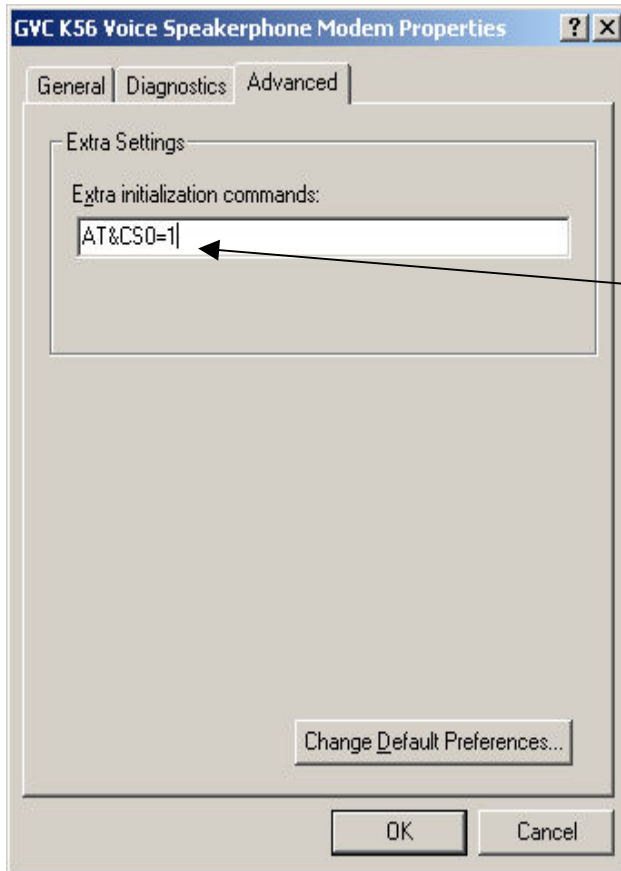 GVC K56 Voice Speakerphone Modem Properties
General
Diagnostics
Advanced
Extra Settings
Extra initialization commands:
AT&CS0=1
Change Default Preferences...
OK
Cancel